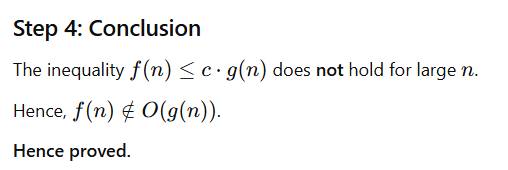 Step 4: Conclusion
The inequality f(n) ≤ c · g(n) does not hold for large n.
Hence, f(n) ∉ O(g(n)).
Hence proved.